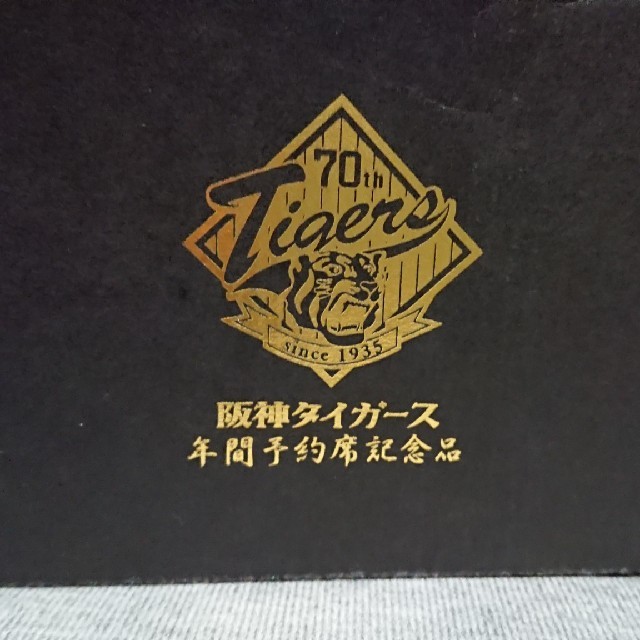 70th
Tigers
since 1935
阪神タイガース
年間予約席記念品